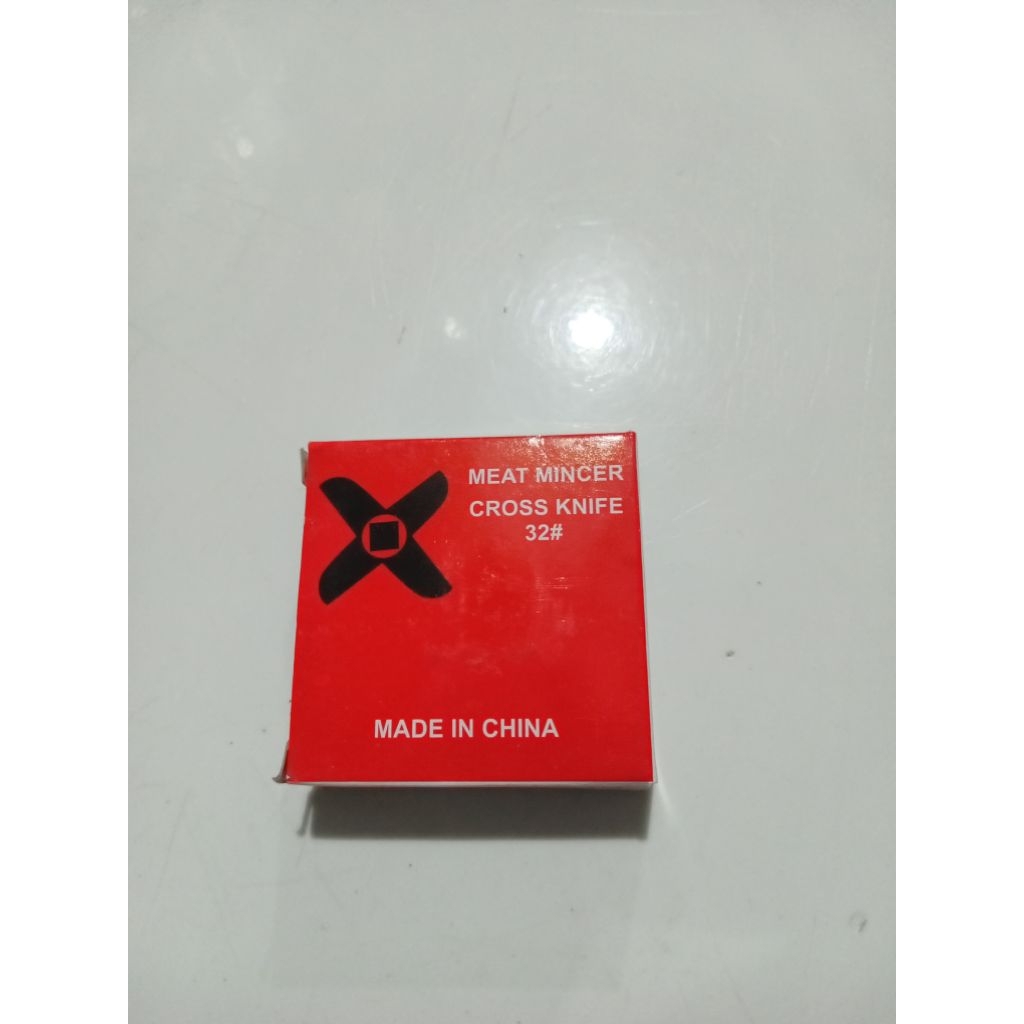 MEAT MINCER
CROSS KNIFE
32#
MADE IN CHINA